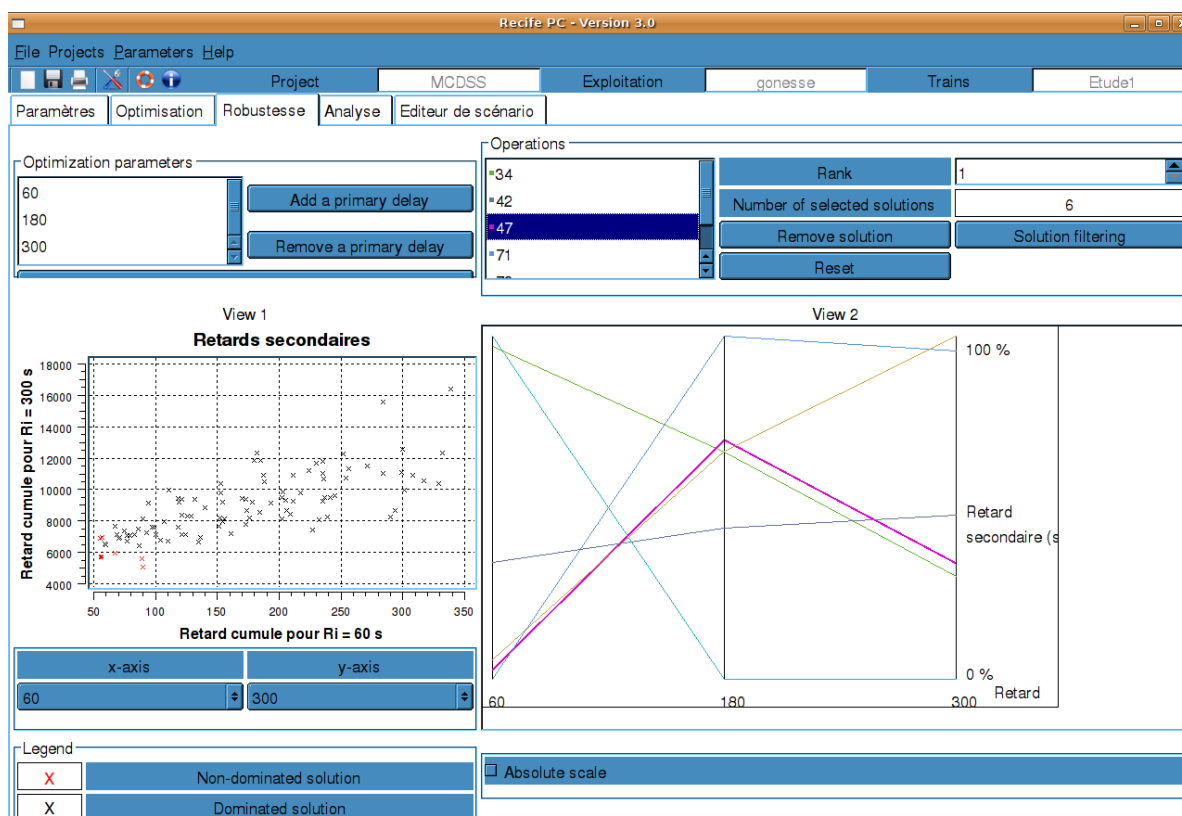 Recife PC - Version 3.0
File Projects Parameters Help
Project MCDSS Exploitation gonesse Trains Etude1
Paramètres Optimisation Robustesse Analyse Editeur de scénario
Optimization parameters
60
180
300
Add a primary delay
Remove a primary delay
Operations
34
42
47
71
Rank 1
Number of selected solutions 6
Remove solution Solution filtering
Reset
View 1
Retards secondaires
Retard cumule pour Ri = 300 s
18000
16000
14000
12000
10000
8000
6000
4000
50 100 150 200 250 300 350
Retard cumule pour Ri = 60 s
x-axis y-axis
60 300
View 2
100 %
Retard
secondaire (s
0 %
60 180 300 Retard
Legend
X Non-dominated solution
X Dominated solution
Absolute scale